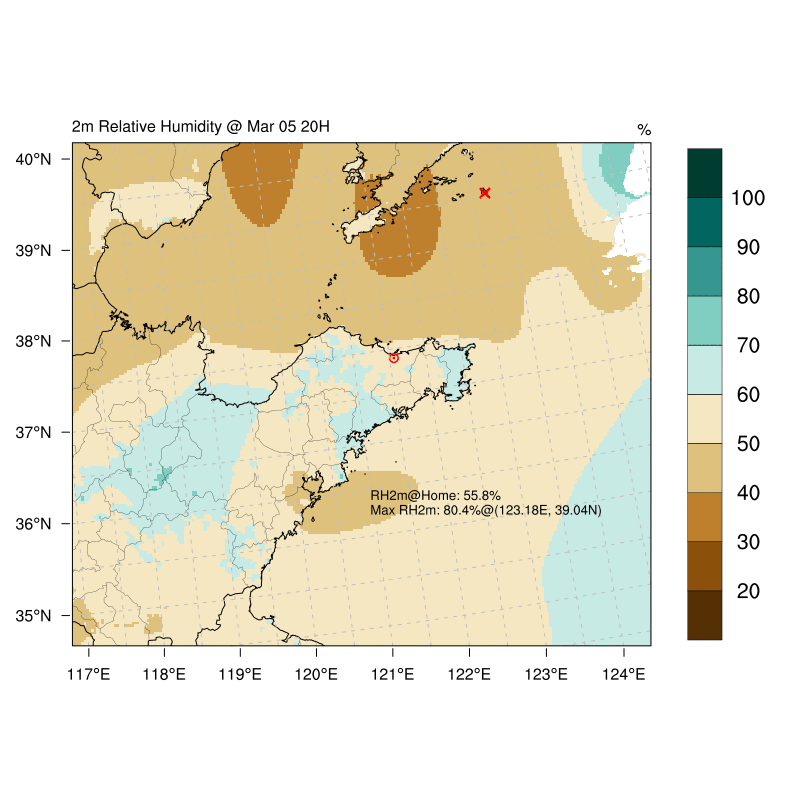 2m Relative Humidity @ Mar 05 20H
%
40°N
39°N
38°N
37°N
36°N
35°N
117°E
118°E
119°E
120°E
121°E
122°E
123°E
124°E
RH2m@Home: 55.8%
Max RH2m: 80.4%@(123.18E, 39.04N)
100
90
80
70
60
50
40
30
20